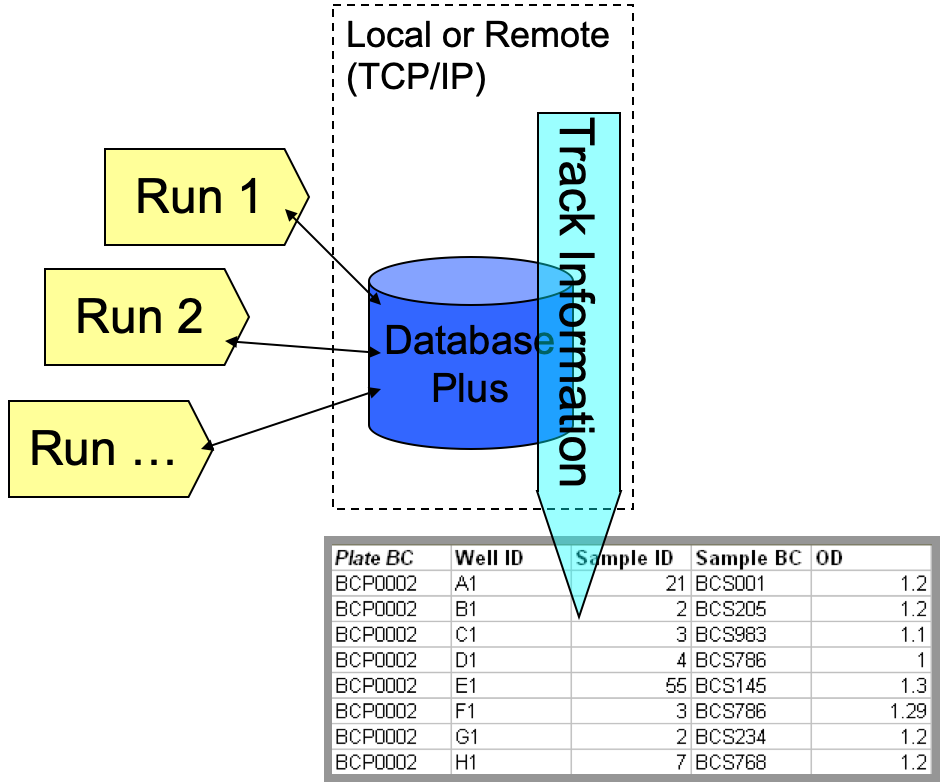 Local or Remote
(TCP/IP)
Track Information
Run 1
Run 2
Run …
Database
Plus
Plate BC Well ID Sample ID Sample BC OD
BCP0002 A1 21 BCS001 1.2
BCP0002 B1 2 BCS205 1.2
BCP0002 C1 3 BCS983 1.1
BCP0002 D1 4 BCS786 1
BCP0002 E1 55 BCS145 1.3
BCP0002 F1 3 BCS786 1.29
BCP0002 G1 2 BCS234 1.2
BCP0002 H1 7 BCS768 1.2